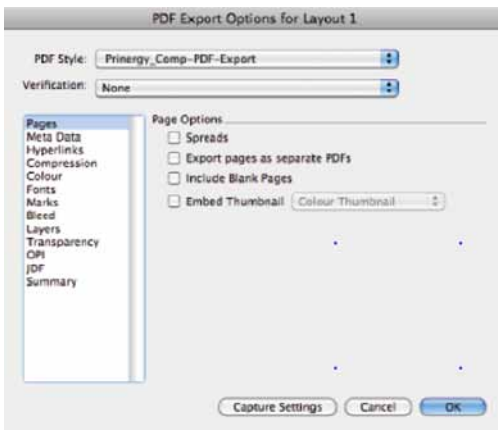 PDF Export Options for Layout 1
PDF Style: Prinergy_Comp-PDF-Export
Verification: None
Pages
Meta Data
Hyperlinks
Compression
Colour
Fonts
Marks
Bleed
Layers
Transparency
OPI
JDF
Summary
Page Options
Spreads
Export pages as separate PDFs
Include Blank Pages
Embed Thumbnail Colour Thumbnail
Capture Settings Cancel OK